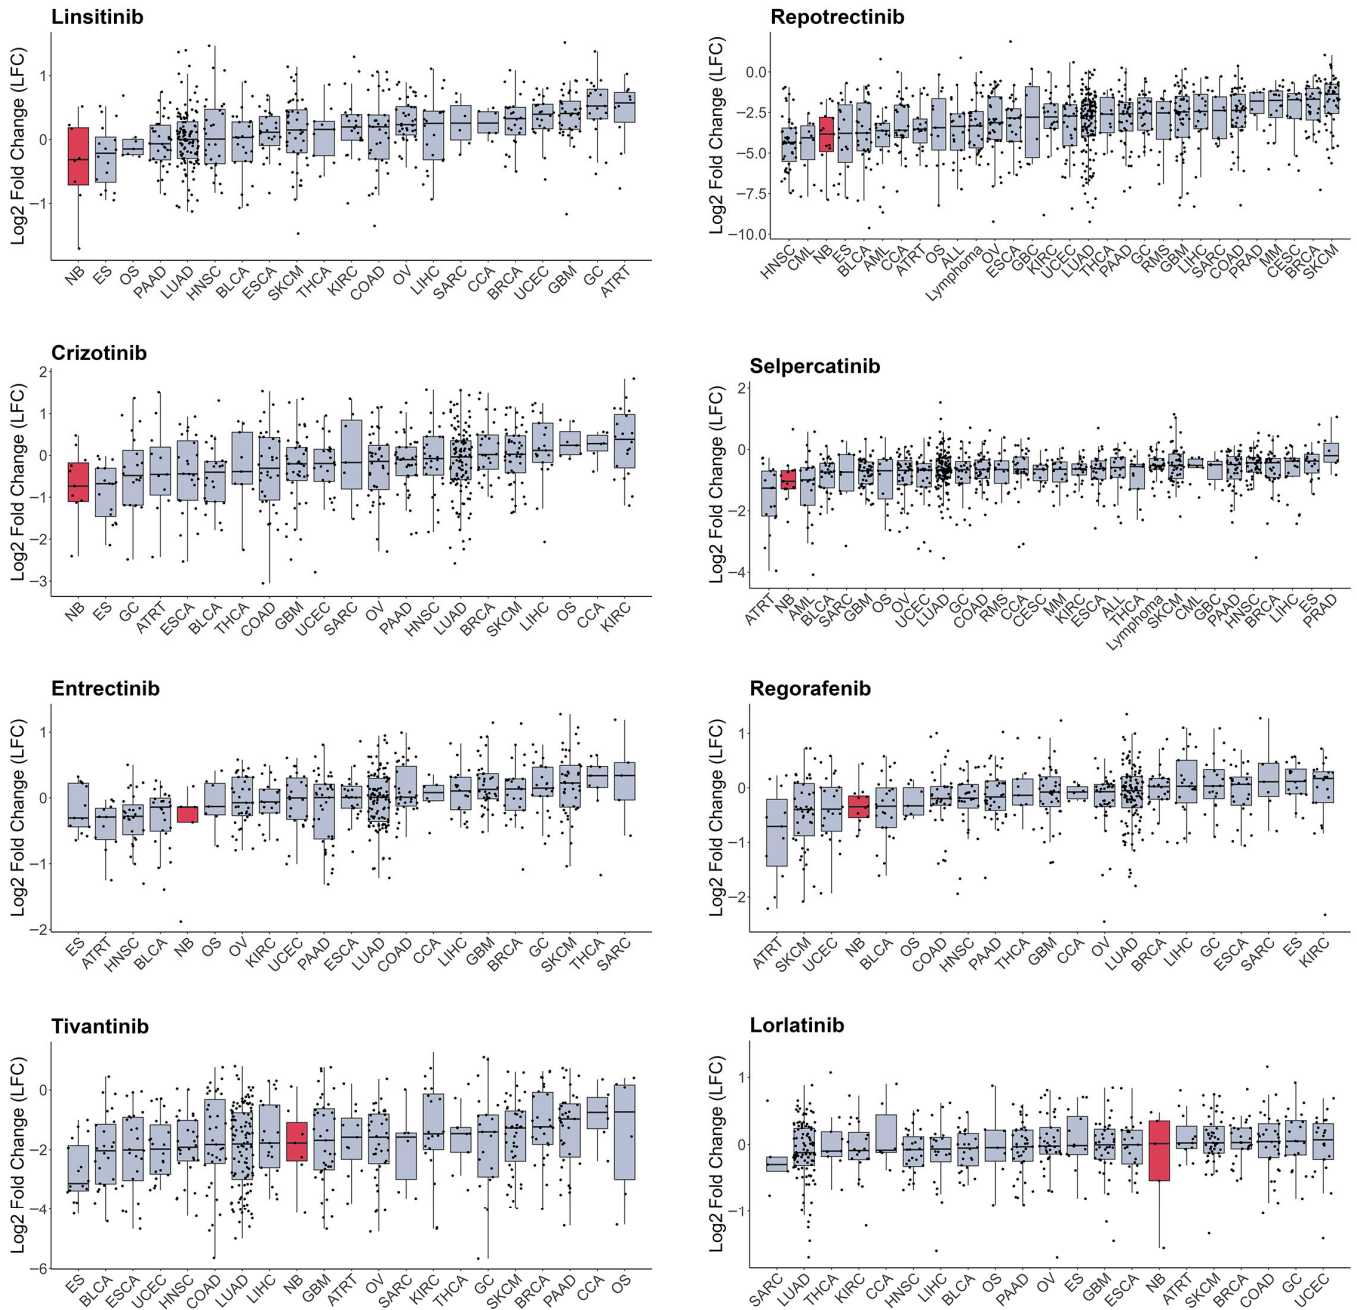 Linsitinib
Log2 Fold Change (LFC)
1
0
−1
NB ES OS PAAD LUAD HNSC BLCA ESCA SKCM THCA KIRC COAD OV LIHC SARC CCA BRCA UCEC GBM GC ATRT
Repotrectinib
Log2 Fold Change (LFC)
0.0
−2.5
−5.0
−7.5
−10.0
HNSC CML NB ES BLCA AML CCA ATRT OS ALL Lymphoma OV ESCA GBC KIRC UCEC LUAD THCA PAAD GC RMS GBM LIHC SARC COAD PRAD MM CESC BRCA SKCM
Crizotinib
Log2 Fold Change (LFC)
2
1
0
−1
−2
−3
NB ES GC ATRT ESCA BLCA THCA COAD GBM UCEC SARC OV PAAD HNSC LUAD BRCA SKCM LIHC OS CCA KIRC
Selpercatinib
Log2 Fold Change (LFC)
2
0
−2
−4
ATRT NB AML BLCA SARC GBM OS OV UCEC LUAD GC COAD RMS CCA CESC MM KIRC ESCA ALL THCA Lymphoma SKCM CML GBC PAAD HNSC BRCA LIHC ES PRAD
Entrectinib
Log2 Fold Change (LFC)
1
0
−1
−2
ES ATRT HNSC BLCA NB OS OV KIRC UCEC PAAD ESCA LUAD COAD CCA LIHC GBM BRCA GC SKCM THCA SARC
Regorafenib
Log2 Fold Change (LFC)
1
0
−1
−2
ATRT SKCM UCEC NB BLCA OS COAD HNSC PAAD THCA GBM CCA OV LUAD BRCA LIHC GC ESCA SARC ES KIRC
Tivantinib
Log2 Fold Change (LFC)
0
−2
−4
−6
ES BLCA ESCA UCEC HNSC COAD LUAD LIHC NB GBM ATRT OV SARC KIRC THCA GC SKCM BRCA PAAD CCA OS
Lorlatinib
Log2 Fold Change (LFC)
1
0
−1
SARC LUAD THCA KIRC CCA HNSC LIHC BLCA OS PAAD OV ES GBM ESCA NB ATRT SKCM BRCA COAD GC UCEC